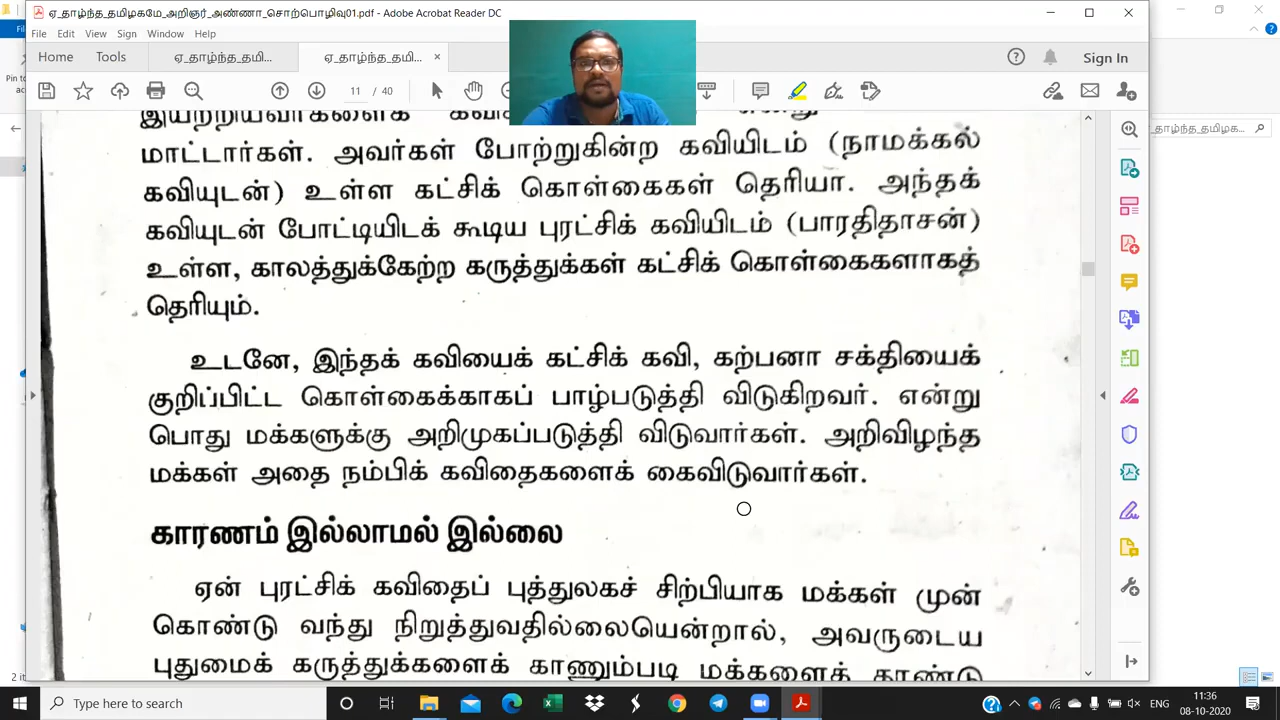 ஏ_தாழ்ந்த_தமிழகமே_அறிஞர்_அண்ணா_சொற்பொழிவு01.pdf - Adobe Acrobat Reader DC
File Edit View Sign Window Help
Home Tools ஏ_தாழ்ந்த_தமி... ஏ_தாழ்ந்த_தமி... Sign In
11 / 40
மாட்டார்கள். அவர்கள் போற்றுகின்ற கவியிடம் (நாமக்கல்
கவியுடன்) உள்ள கட்சிக் கொள்கைகள் தெரியா. அந்தக்
கவியுடன் போட்டியிடக் கூடிய புரட்சிக் கவியிடம் (பாரதிதாசன்)
உள்ள, காலத்துக்கேற்ற கருத்துக்கள் கட்சிக் கொள்கைகளாகத்
தெரியும்.
உடனே, இந்தக் கவியைக் கட்சிக் கவி, கற்பனா சக்தியைக்
குறிப்பிட்ட கொள்கைக்காகப் பாழ்படுத்தி விடுகிறவர். என்று
பொது மக்களுக்கு அறிமுகப்படுத்தி விடுவார்கள். அறிவிழந்த
மக்கள் அதை நம்பிக் கவிதைகளைக் கைவிடுவார்கள்.
காரணம் இல்லாமல் இல்லை
ஏன் புரட்சிக் கவிதைப் புத்துலகச் சிற்பியாக மக்கள் முன்
கொண்டு வந்து நிறுத்துவதில்லையென்றால், அவருடைய
புதுமைக் கருத்துக்களைக் காணும்படி மக்களைத்
Type here to search
ENG
11:36
08-10-2020